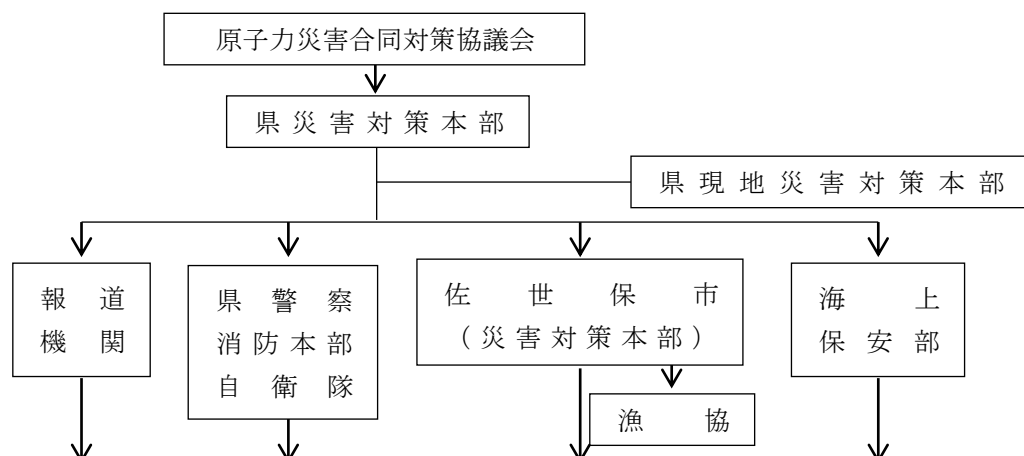 原子力災害合同対策協議会
県災害対策本部
県現地災害対策本部
報道
機関
県警察
消防本部
自衛隊
佐世保市
(災害対策本部)
漁協
海上
保安部